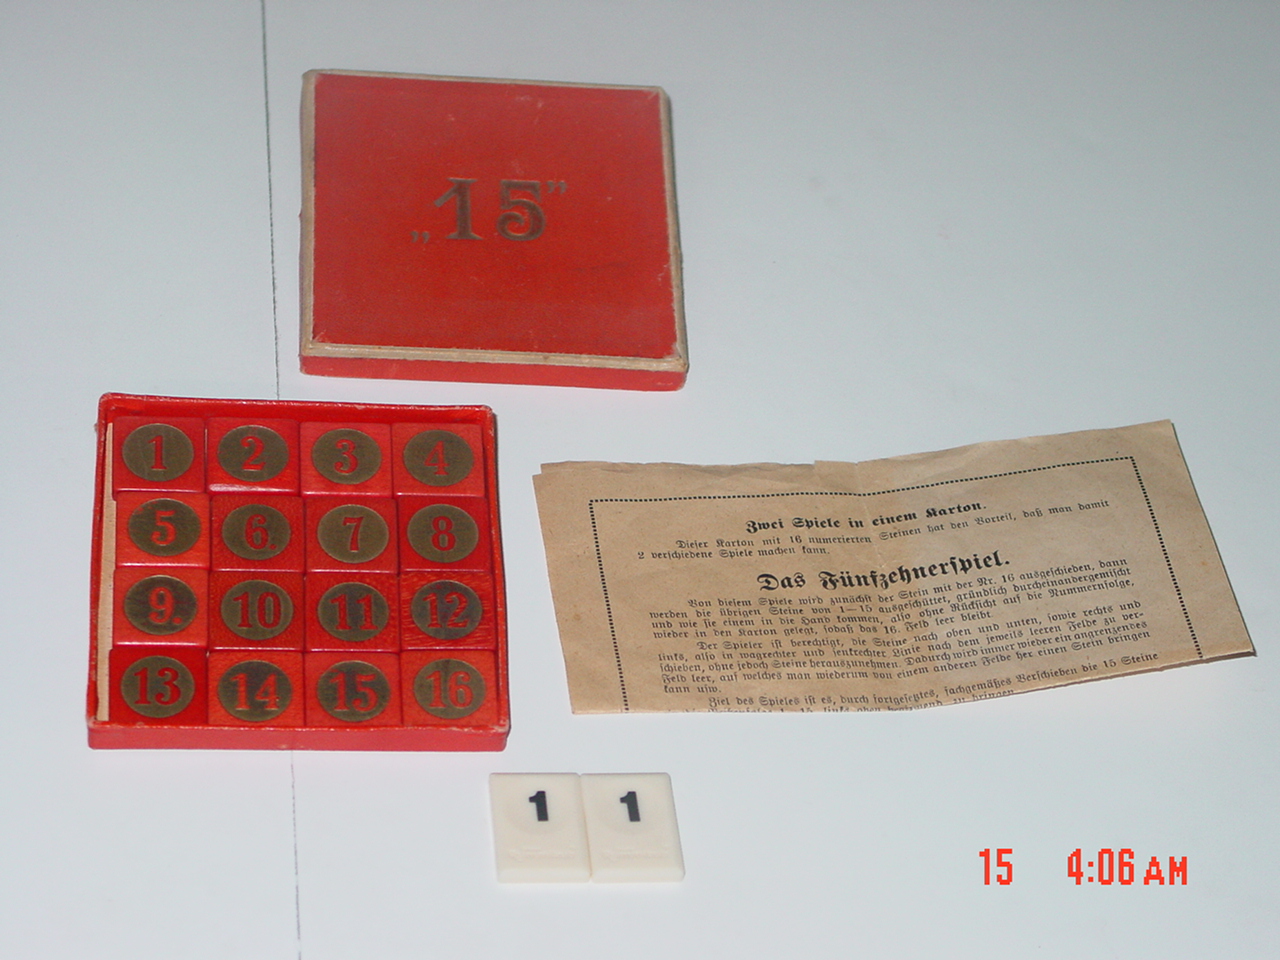 „15”
1 2 3 4
5 6. 7 8
9. 10 11 12
13 14 15 16
Zwei Spiele in einem Karton.
Dieser Karton mit 16 numerierten Steinen hat den Vorteil, daß man damit
2 verschiedene Spiele machen kann.
Das Fünfzehnerspiel.
Von diesem Spiele wird zunächst der Stein mit der Nr. 16 ausgeschieden, dann
werden die übrigen Steine von 1—15 ausgeschüttet, gründlich durcheinandergemischt
und wie sie einem in die Hand kommen, also ohne Rücksicht auf die Nummernfolge,
wieder in den Karton gelegt, sodaß das 16. Feld leer bleibt.
Der Spieler ist berechtigt, die Steine nach oben und unten, sowie rechts und
links, also in wagrechter und senkrechter Linie nach dem jeweils leeren Felde zu ver-
schieben, ohne jedoch Steine herauszunehmen. Dadurch wird immer wieder ein angrenzendes
Feld leer, auf welches man wiederum von einem anderen Felde her einen Stein bringen
kann usw.
Ziel des Spieles ist es, durch fortgesetztes, fachgemäßes Verschieben die 15 Steine
1—15 links oben beginnend zu bringen
1 1
15 4:06 AM